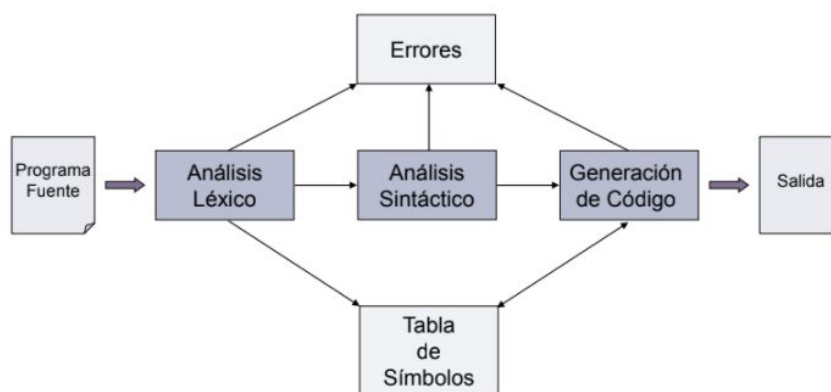 Errores
Programa
Fuente
Análisis
Léxico
Análisis
Sintáctico
Generación
de Código
Salida
Tabla
de
Símbolos